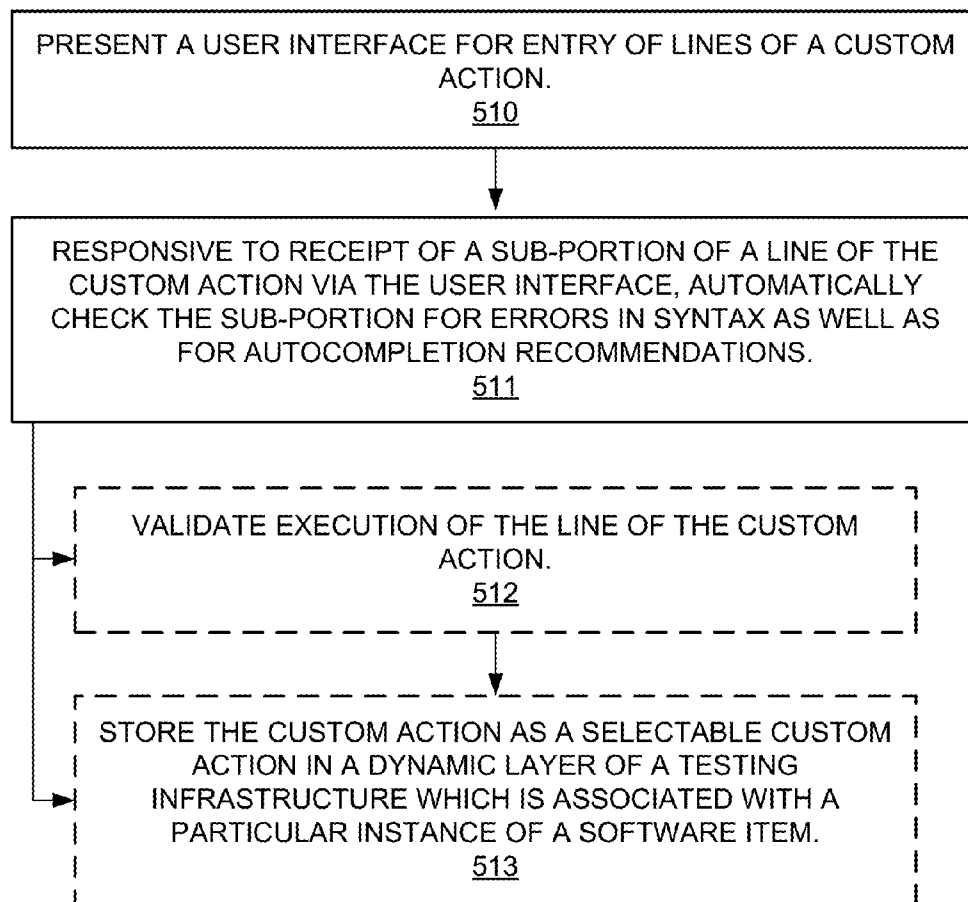 PRESENT A USER INTERFACE FOR ENTRY OF LINES OF A CUSTOM
ACTION.
510
RESPONSIVE TO RECEIPT OF A SUB-PORTION OF A LINE OF THE
CUSTOM ACTION VIA THE USER INTERFACE, AUTOMATICALLY
CHECK THE SUB-PORTION FOR ERRORS IN SYNTAX AS WELL AS
FOR AUTOCOMPLETION RECOMMENDATIONS.
511
VALIDATE EXECUTION OF THE LINE OF THE CUSTOM
ACTION.
512
STORE THE CUSTOM ACTION AS A SELECTABLE CUSTOM
ACTION IN A DYNAMIC LAYER OF A TESTING
INFRASTRUCTURE WHICH IS ASSOCIATED WITH A
PARTICULAR INSTANCE OF A SOFTWARE ITEM.
513